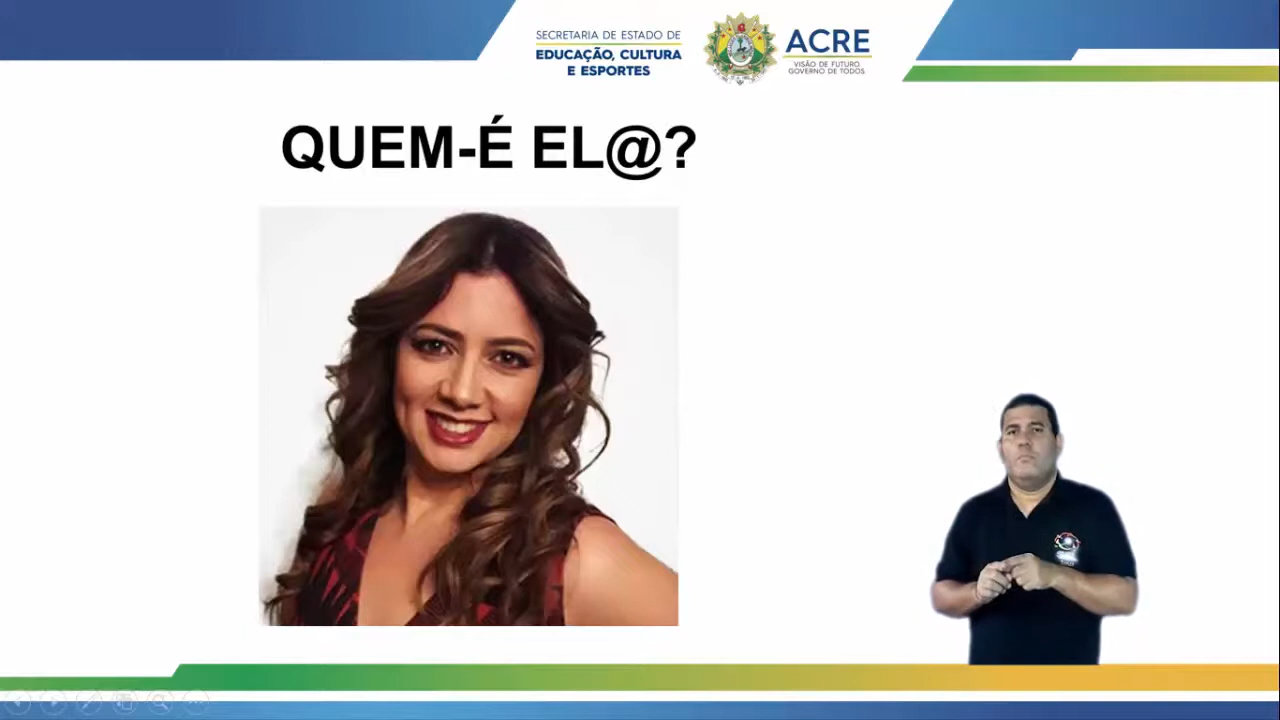 SECRETARIA DE ESTADO DE
EDUCAÇÃO, CULTURA
E ESPORTES
ACRE
VISÃO DE FUTURO
GOVERNO DE TODOS
QUEM-É EL@?